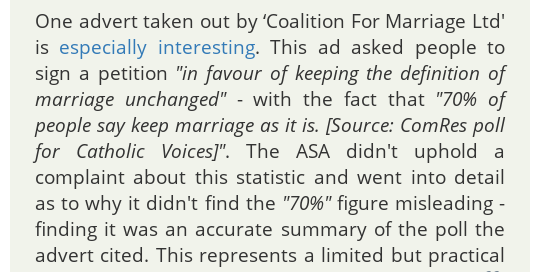 One advert taken out by ‘Coalition For Marriage Ltd'
is especially interesting. This ad asked people to
sign a petition "in favour of keeping the definition of
marriage unchanged" - with the fact that "70% of
people say keep marriage as it is. [Source: ComRes poll
for Catholic Voices]". The ASA didn't uphold a
complaint about this statistic and went into detail
as to why it didn't find the "70%" figure misleading -
finding it was an accurate summary of the poll the
advert cited. This represents a limited but practical